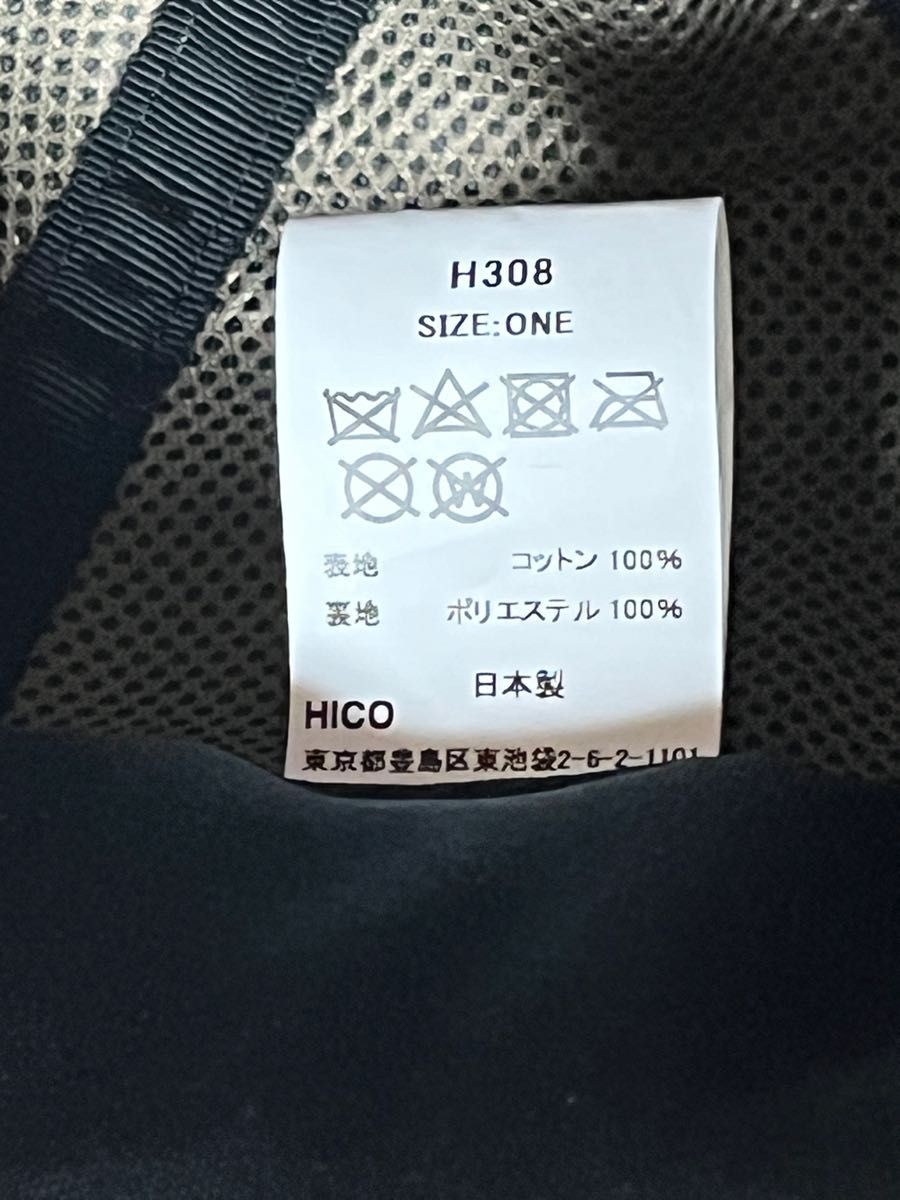 H308
SIZE:ONE
W
表地 コットン 100%
裏地 ポリエステル 100%
日本製
HICO
東京都豊島区東池袋2-6-2-1101